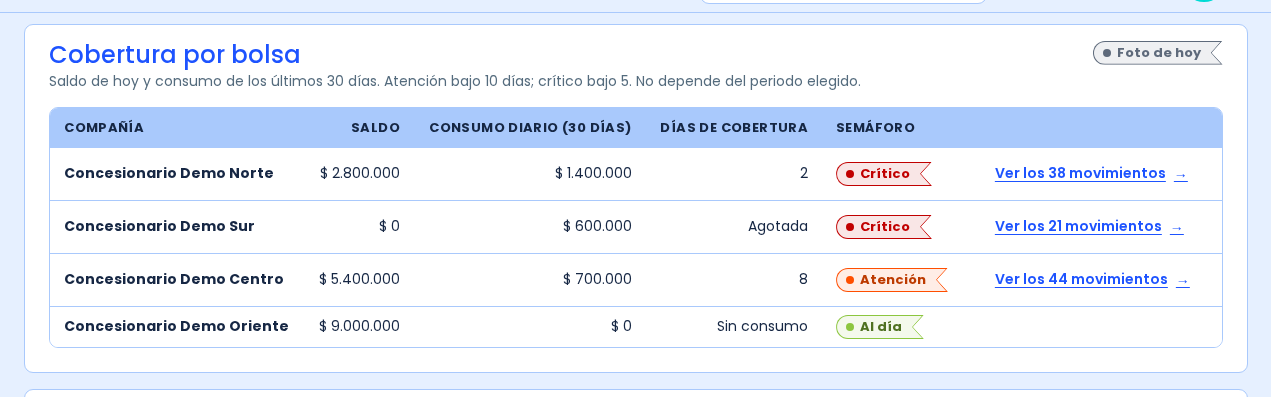 Cobertura por bolsa
Foto de hoy
Saldo de hoy y consumo de los últimos 30 días. Atención bajo 10 días; crítico bajo 5. No depende del periodo elegido.
COMPAÑÍA SALDO CONSUMO DIARIO (30 DÍAS) DÍAS DE COBERTURA SEMÁFORO
Concesionario Demo Norte $ 2.800.000 $ 1.400.000 2 Crítico Ver los 38 movimientos →
Concesionario Demo Sur $ 0 $ 600.000 Agotada Crítico Ver los 21 movimientos →
Concesionario Demo Centro $ 5.400.000 $ 700.000 8 Atención Ver los 44 movimientos →
Concesionario Demo Oriente $ 9.000.000 $ 0 Sin consumo Al día